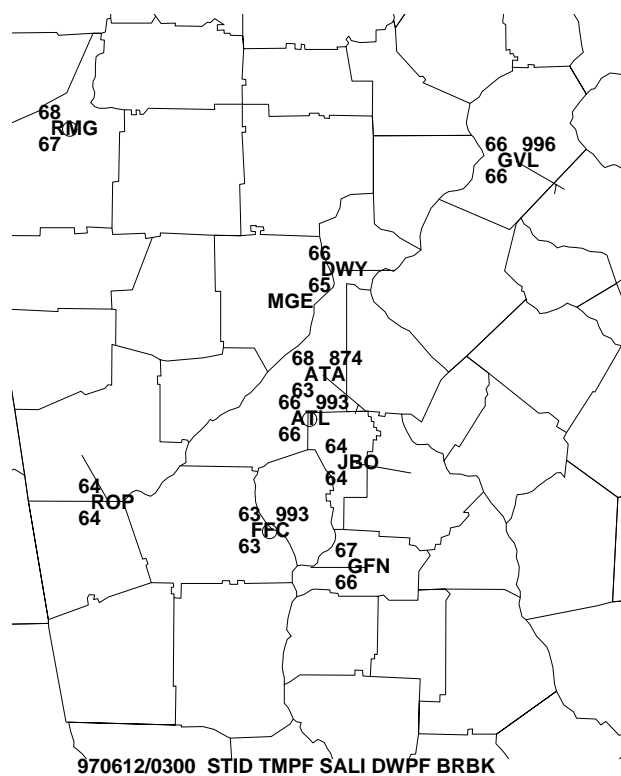 68
RMG
67
66 996
GVL
66
66
DWY
65
MGE
68 874
ATA
63
66 993
ATL
66
64
JBO
64
64
ROP
64
63 993
FFC
63
67
GFN
66
970612/0300 STID TMPF SALI DWPF BRBK